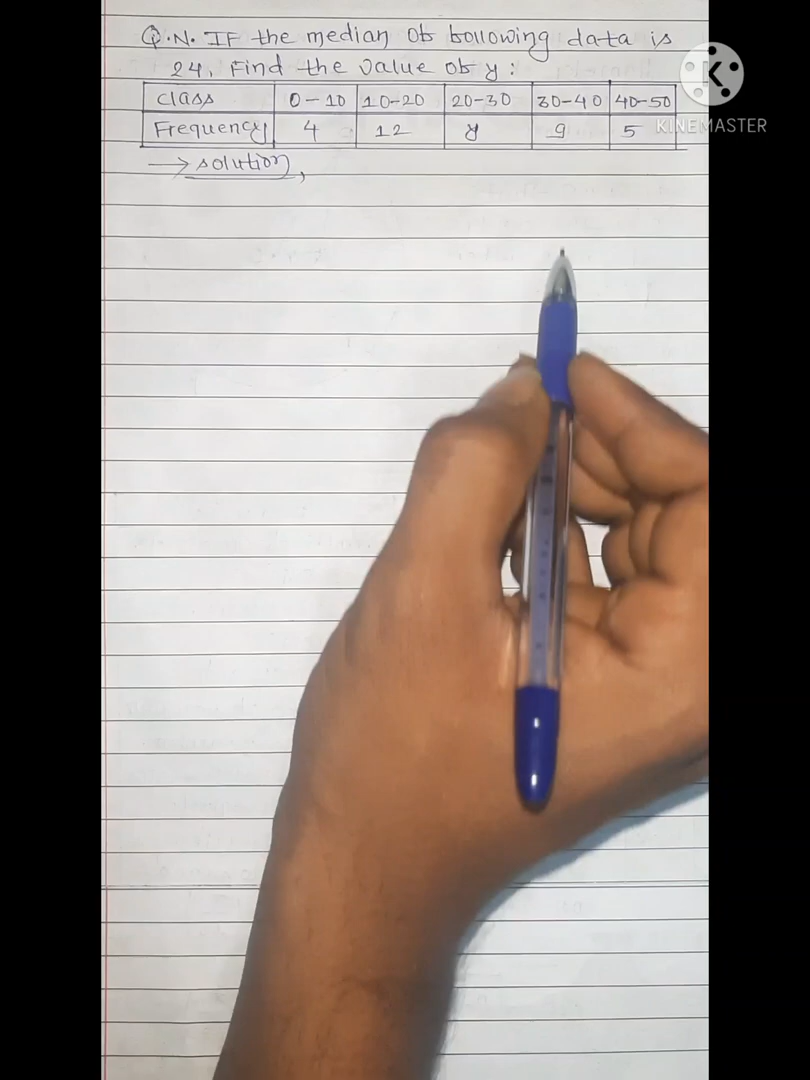 Q.N. IF the median of following data is
24, Find the value of y:
class 0-10 10-20 20-30 30-40 40-50
Frequency 4 12 y 9 5
→ solution,
K
KINEMASTER